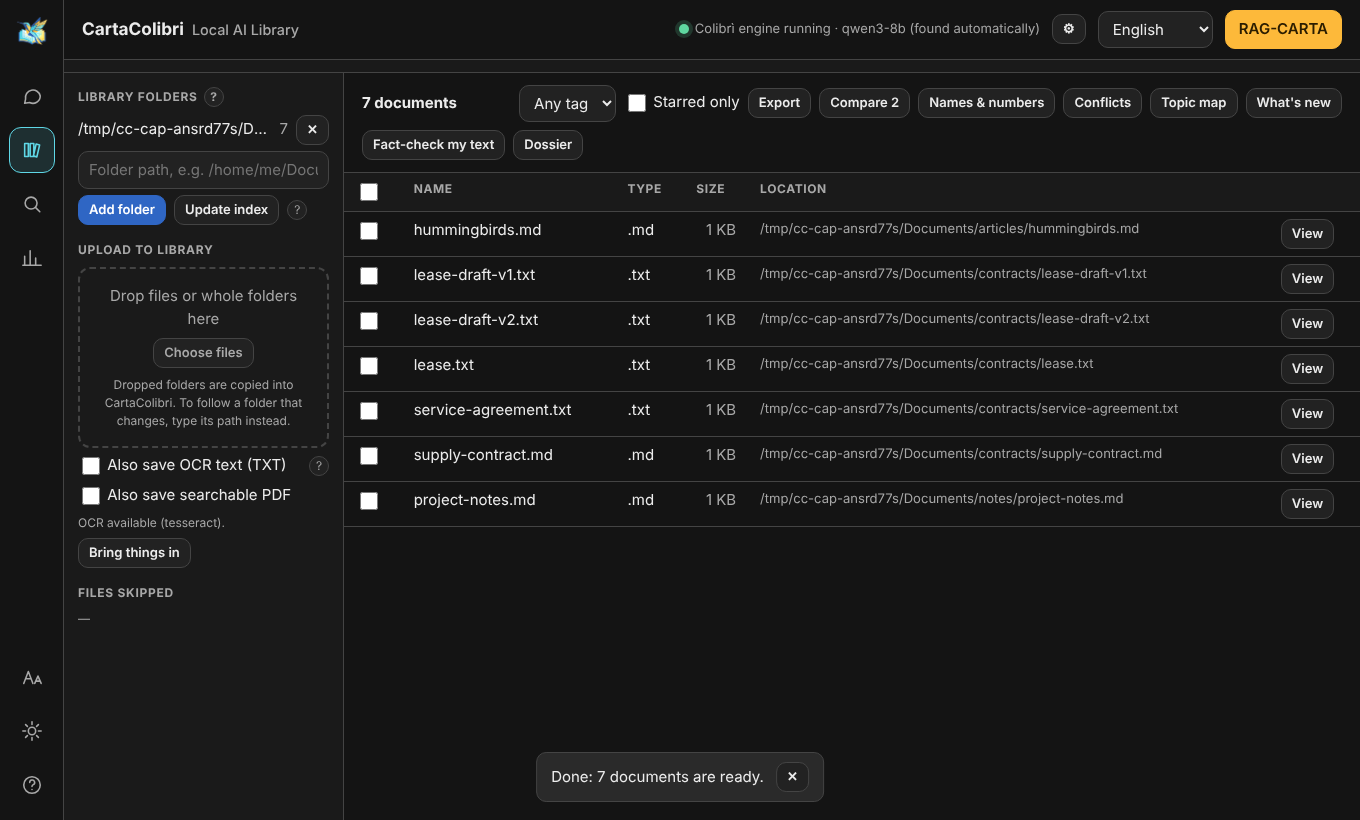 CartaColibri Local AI Library
Colibrì engine running · qwen3-8b (found automatically)
⚙
English
RAG-CARTA
LIBRARY FOLDERS ?
/tmp/cc-cap-ansrd77s/D... 7 ✕
Folder path, e.g. /home/me/Docu
Add folder
Update index
?
UPLOAD TO LIBRARY
Drop files or whole folders
here
Choose files
Dropped folders are copied into
CartaColibri. To follow a folder that
changes, type its path instead.
Also save OCR text (TXT) ?
Also save searchable PDF
OCR available (tesseract).
Bring things in
FILES SKIPPED
—
AA
7 documents
Any tag
Starred only
Export
Compare 2
Names & numbers
Conflicts
Topic map
What's new
Fact-check my text
Dossier
NAME TYPE SIZE LOCATION
hummingbirds.md .md 1 KB /tmp/cc-cap-ansrd77s/Documents/articles/hummingbirds.md View
lease-draft-v1.txt .txt 1 KB /tmp/cc-cap-ansrd77s/Documents/contracts/lease-draft-v1.txt View
lease-draft-v2.txt .txt 1 KB /tmp/cc-cap-ansrd77s/Documents/contracts/lease-draft-v2.txt View
lease.txt .txt 1 KB /tmp/cc-cap-ansrd77s/Documents/contracts/lease.txt View
service-agreement.txt .txt 1 KB /tmp/cc-cap-ansrd77s/Documents/contracts/service-agreement.txt View
supply-contract.md .md 1 KB /tmp/cc-cap-ansrd77s/Documents/contracts/supply-contract.md View
project-notes.md .md 1 KB /tmp/cc-cap-ansrd77s/Documents/notes/project-notes.md View
Done: 7 documents are ready. ✕